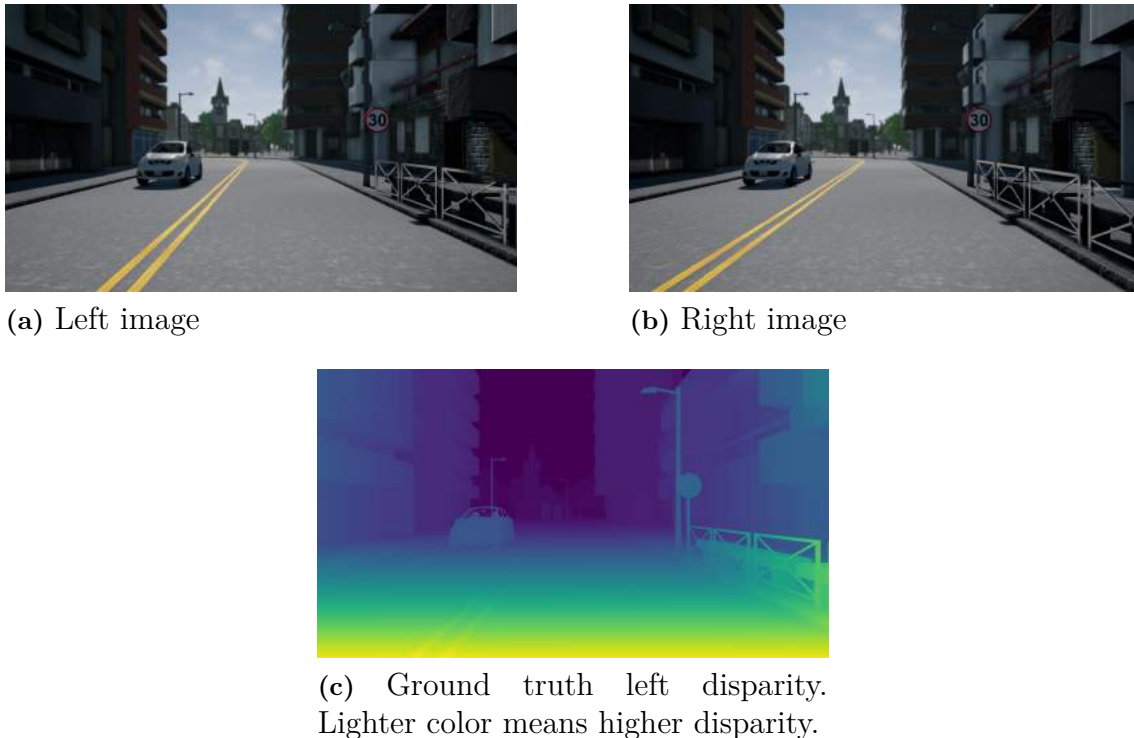 30
30
(a) Left image
(b) Right image
(c) Ground truth left disparity.
Lighter color means higher disparity.